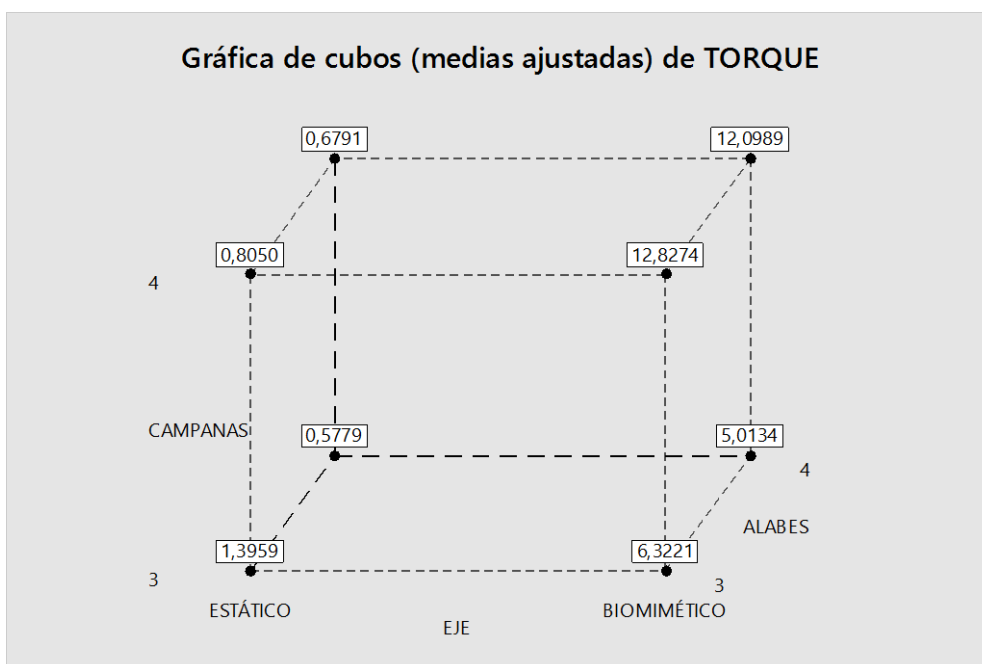 Gráfica de cubos (medias ajustadas) de TORQUE
0,6791
12,0989
0,8050
12,8274
4
CAMPANAS
0,5779
5,0134
4
ALABES
1,3959
6,3221
3
3
ESTÁTICO
BIOMIMÉTICO
EJE